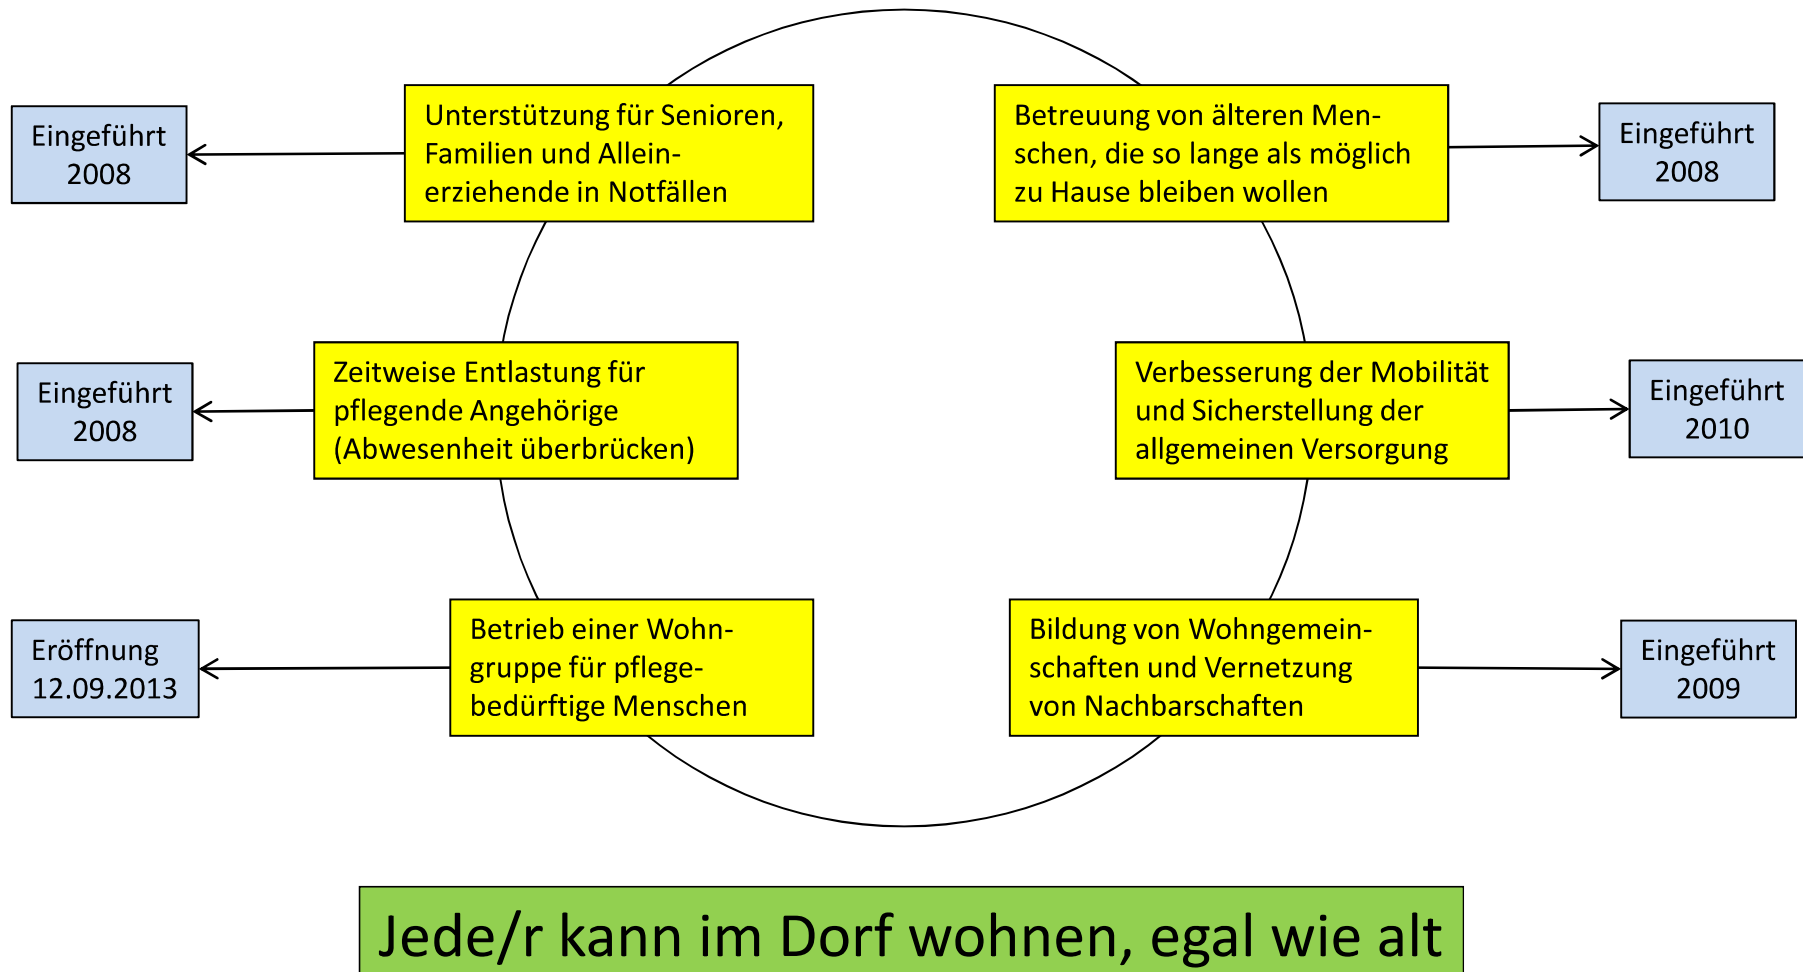 Eingeführt
2008
Unterstützung für Senioren,
Familien und Allein-
erziehende in Notfällen
Betreuung von älteren Men-
schen, die so lange als möglich
zu Hause bleiben wollen
Eingeführt
2008
Eingeführt
2008
Zeitweise Entlastung für
pflegende Angehörige
(Abwesenheit überbrücken)
Verbesserung der Mobilität
und Sicherstellung der
allgemeinen Versorgung
Eingeführt
2010
Eröffnung
12.09.2013
Betrieb einer Wohn-
gruppe für pflege-
bedürftige Menschen
Bildung von Wohngemein-
schaften und Vernetzung
von Nachbarschaften
Eingeführt
2009
Jede/r kann im Dorf wohnen, egal wie alt